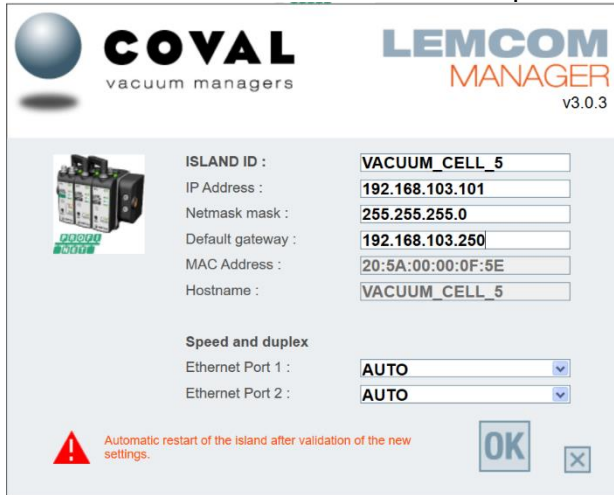 COVAL
vacuum managers
LEMCOM
MANAGER
v3.0.3
ISLAND ID : VACUUM_CELL_5
IP Address : 192.168.103.101
Netmask mask : 255.255.255.0
Default gateway : 192.168.103.250
MAC Address : 20:5A:00:00:0F:5E
Hostname : VACUUM_CELL_5
PROFI
NET
Speed and duplex
Ethernet Port 1 : AUTO
Ethernet Port 2 : AUTO
Automatic restart of the island after validation of the new
settings.
OK